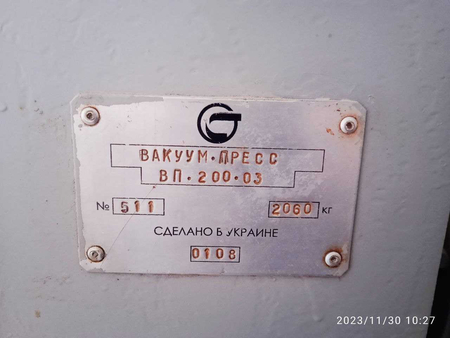 ВАКУУМ·ПРЕСС
ВП·200·03
№ 511 2060 кг
СДЕЛАНО В УКРАИНЕ
0108
2023/11/30 10:27